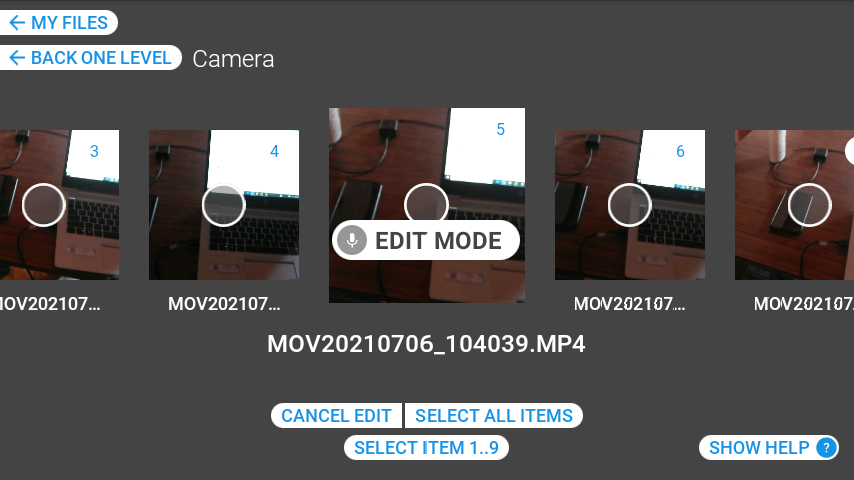 MY FILES
BACK ONE LEVEL Camera
3 4 5 6
EDIT MODE
MOV202107... MOV202107... MOV202107... MOV202107
MOV20210706_104039.MP4
CANCEL EDIT SELECT ALL ITEMS
SELECT ITEM 1..9 SHOW HELP ?